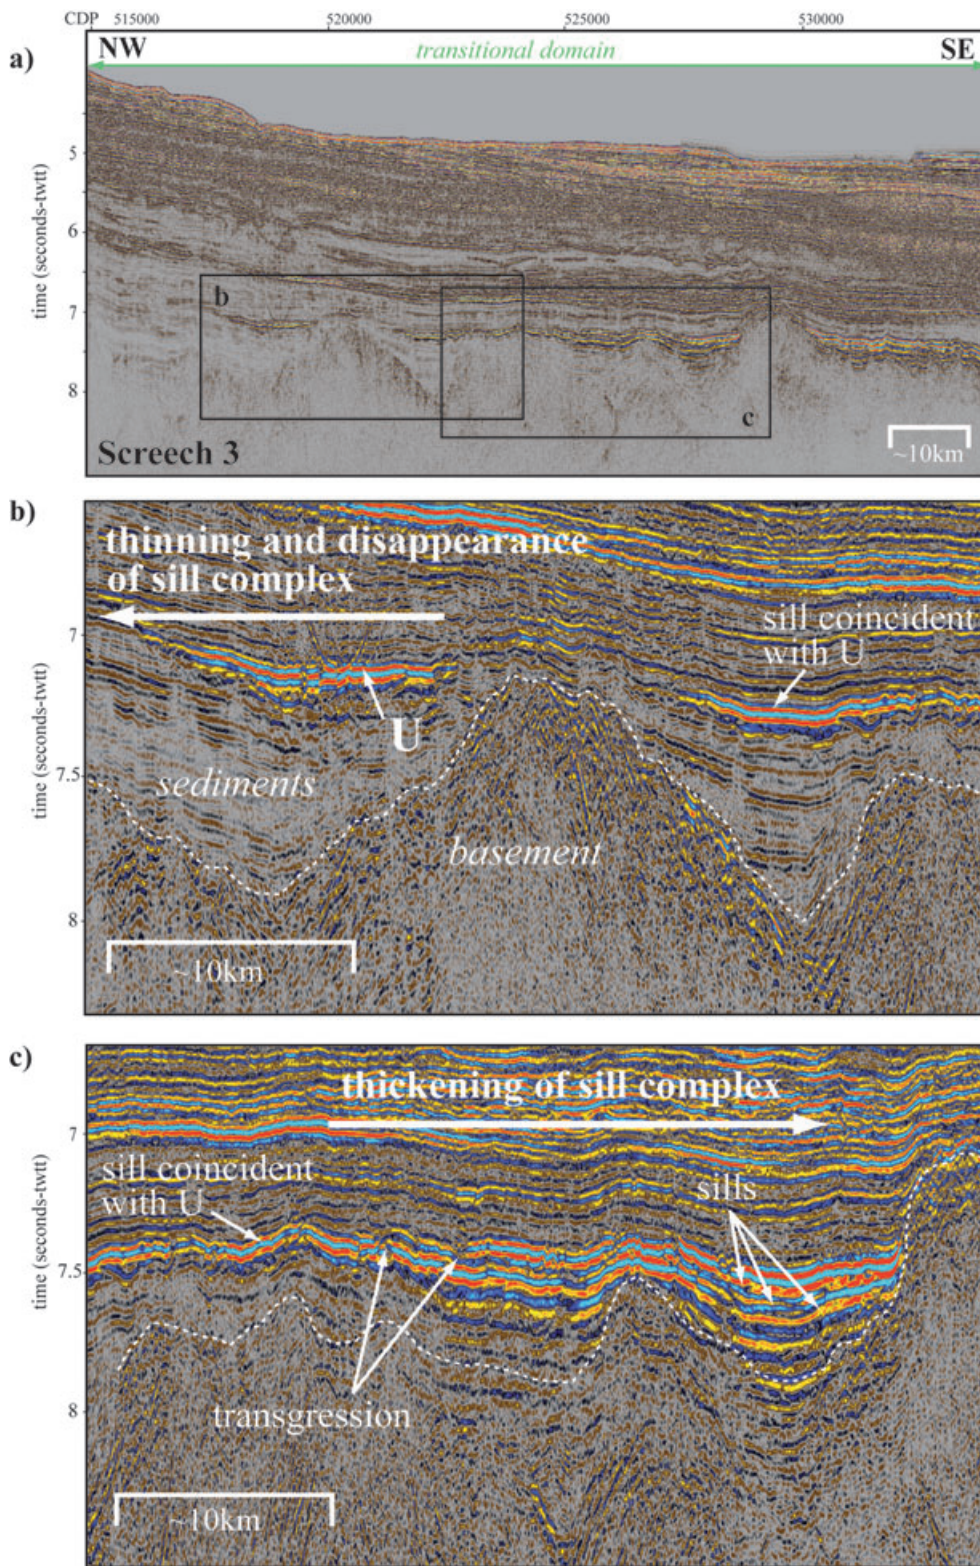 CDP 515000 520000 525000 530000
a)
NW transitional domain SE
time (seconds-twtt)
5
6
7
8
b
c
Screech 3
~10km
b)
thinning and disappearance
of sill complex
sill coincident
with U
U
sediments
basement
time (seconds-twtt)
7
7.5
8
~10km
c)
thickening of sill complex
sill coincident
with U
sills
transgression
time (seconds-twtt)
7
7.5
8
~10km